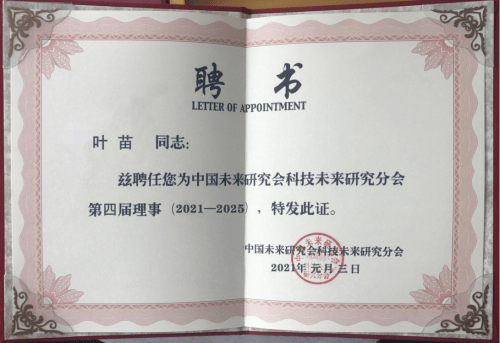 聘书
LETTER OF APPOINTMENT
叶苗 同志:
兹聘任您为中国未来研究会科技未来研究分会
第四届理事(2021—2025),特发此证。
中国未来研究会科技未来研究分会
2021年元月三日